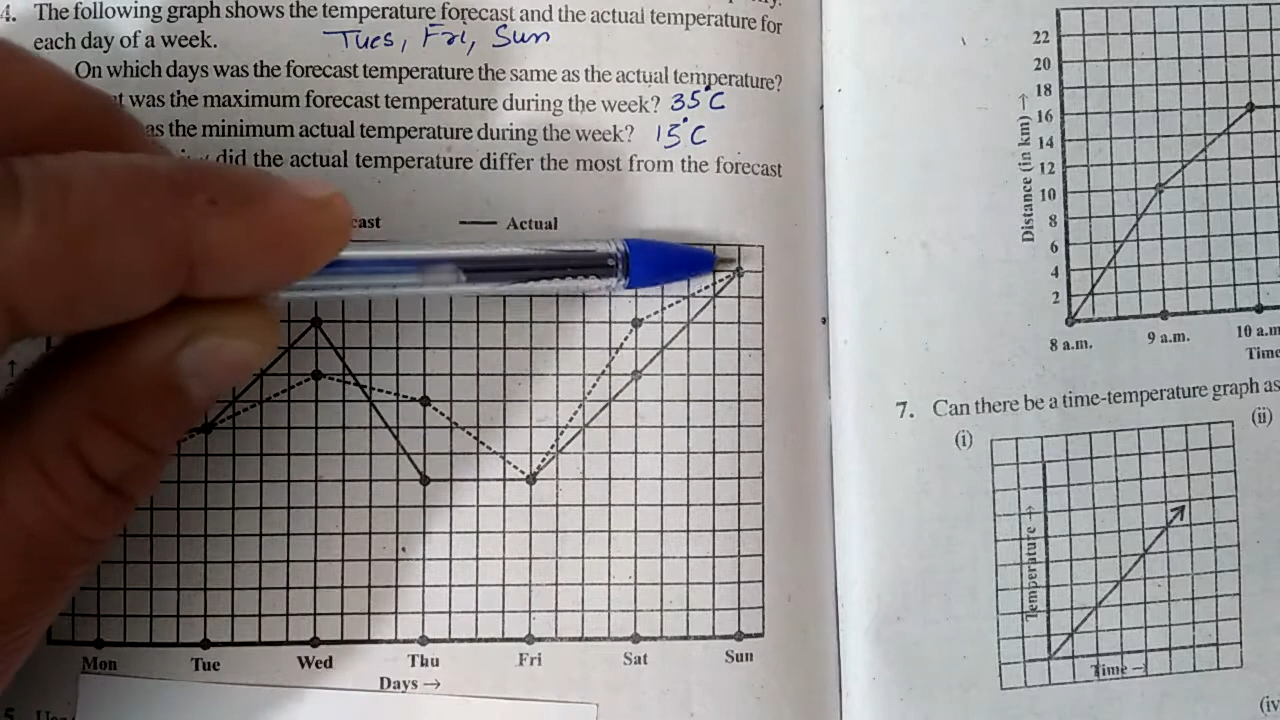 4. The following graph shows the temperature forecast and the actual temperature for
each day of a week. Tues, Fri, Sun
On which days was the forecast temperature the same as the actual temperature?
was the maximum forecast temperature during the week? 35°C
as the minimum actual temperature during the week? 15°C
did the actual temperature differ the most from the forecast
cast — Actual
Mon Tue Wed Thu Fri Sat Sun
Days →
5.
Distance (in km) →
22
20
18
16
14
12
10
8
6
4
2
8 a.m. 9 a.m. 10 a.m
Time
7. Can there be a time-temperature graph as
(i) (ii)
Temperature →
Time →
(iv